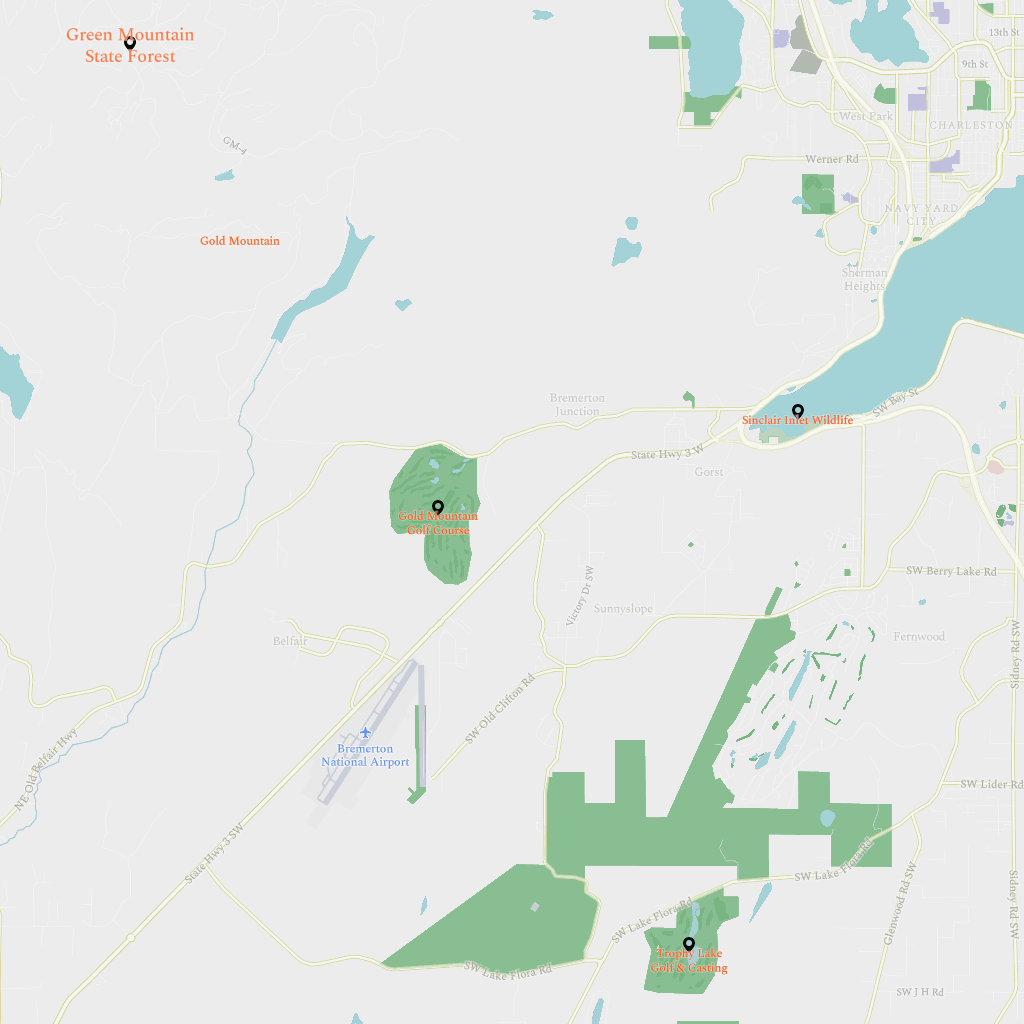 Green Mountain
State Forest
13th St
9th St
West Park
CHARLESTON
GM-4
Werner Rd
NAVY YARD
CITY
Gold Mountain
Sherman
Heights
Bremerton
Junction
SW Bay St
Sinclair Inlet Wildlife
State Hwy 3 W
Gorst
Gold Mountain
Golf Course
SW Berry Lake Rd
Victory Dr SW
Sunnyslope
Fernwood
Belfair
Sidney Rd SW
SW Old Clifton Rd
Bremerton
National Airport
NE Old Belfair Hwy
SW Lider Rd
State Hwy 3 SW
SW Lake Flora Rd
Glenwood Rd SW
Sidney Rd SW
SW Lake Flora Rd
SW Lake Flora Rd
Trophy Lake
Golf & Casting
SW J H Rd